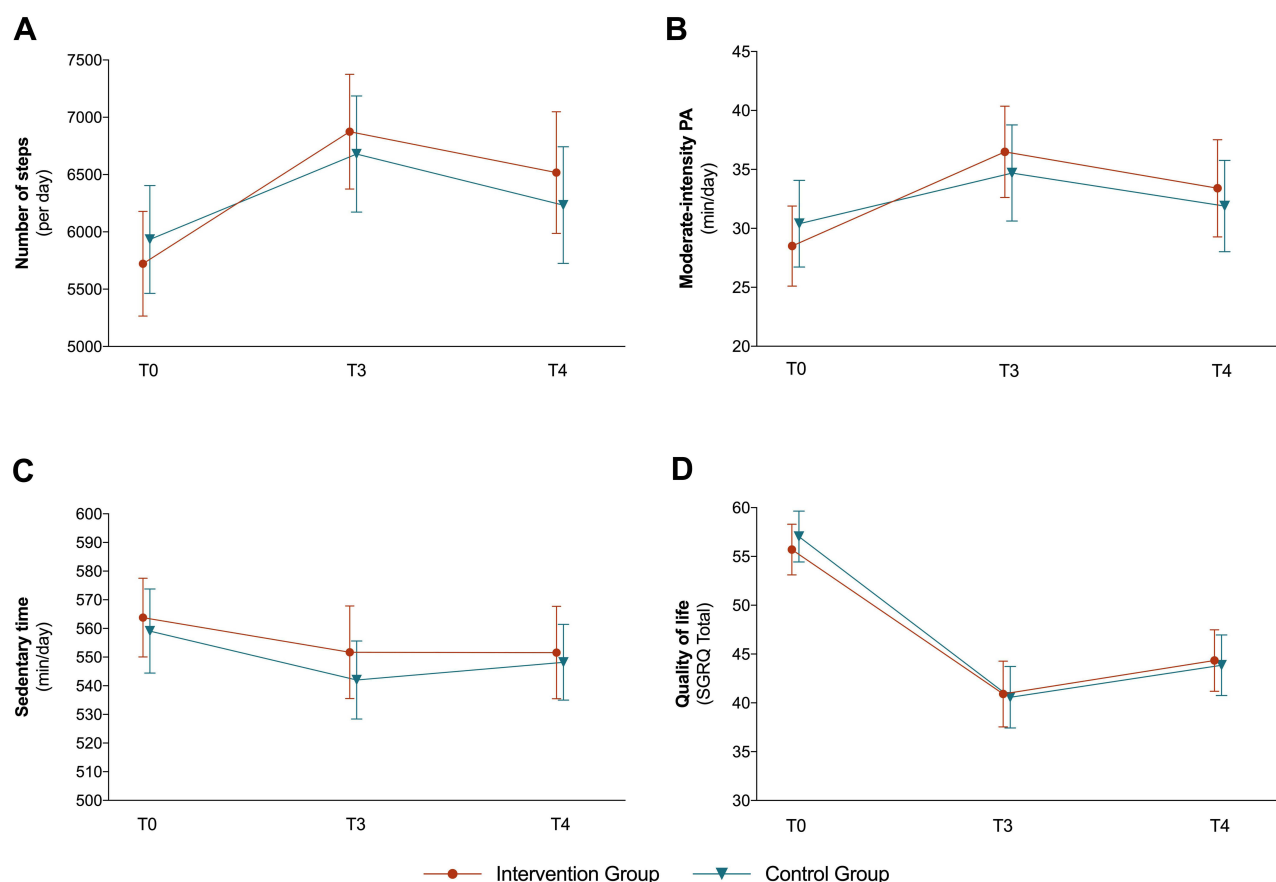 A
Number of steps
(per day)
7500
7000
6500
6000
5500
5000
T0
T3
T4
B
Moderate-intensity PA
(min/day)
45
40
35
30
25
20
T0
T3
T4
C
Sedentary time
(min/day)
600
590
580
570
560
550
540
530
520
510
500
T0
T3
T4
D
Quality of life
(SGRQ Total)
60
55
50
45
40
35
30
T0
T3
T4
Intervention Group
Control Group